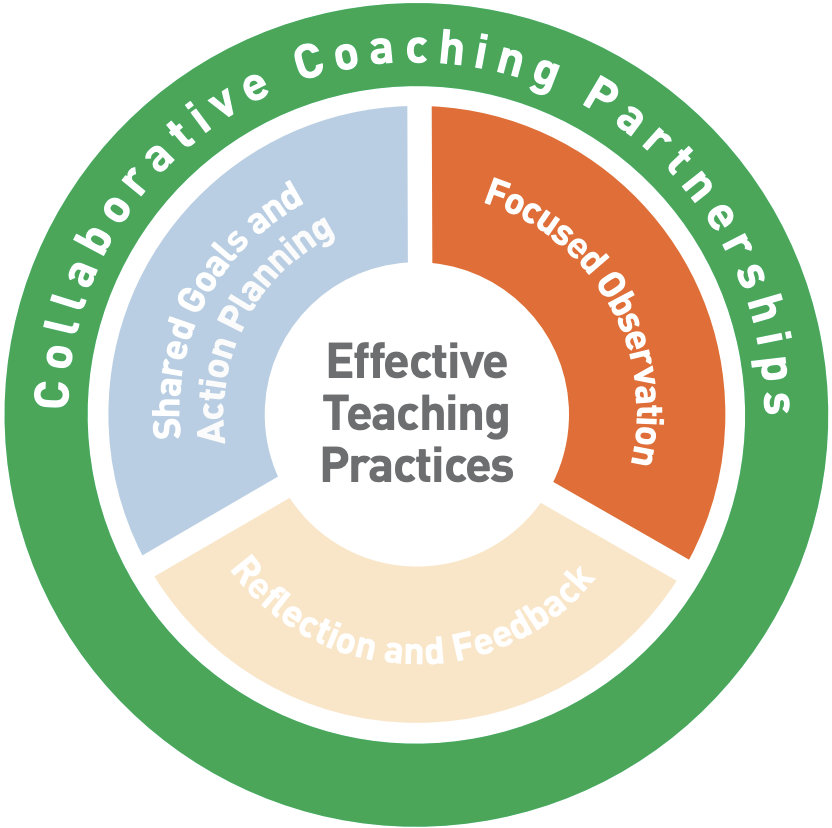 Collaborative Coaching Partnerships
Shared Goals and
Action Planning
Focused Observation
Effective
Teaching
Practices
Reflection and Feedback